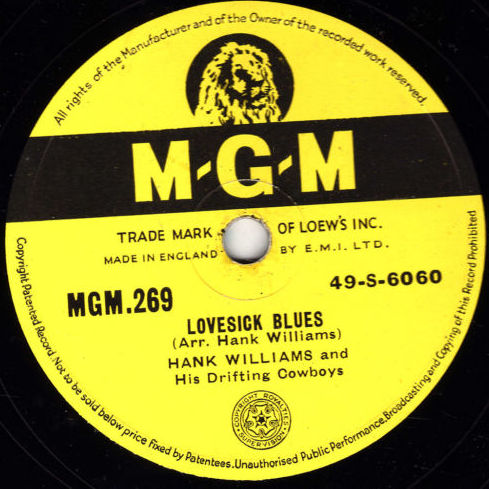 All rights of the Manufacturer and of the Owner of the recorded work reserved.
M-G-M
TRADE MARK OF LOEW'S INC.
MADE IN ENGLAND BY E.M.I. LTD.
MGM.269
49-S-6060
LOVESICK BLUES
(Arr. Hank Williams)
HANK WILLIAMS and
His Drifting Cowboys
COPYRIGHT ROYALTIES
SUPERVISION
Copyright Patented Record. Not to be sold below price fixed by Patentees. Unauthorised Public Performance, Broadcasting and Copying of this Record Prohibited